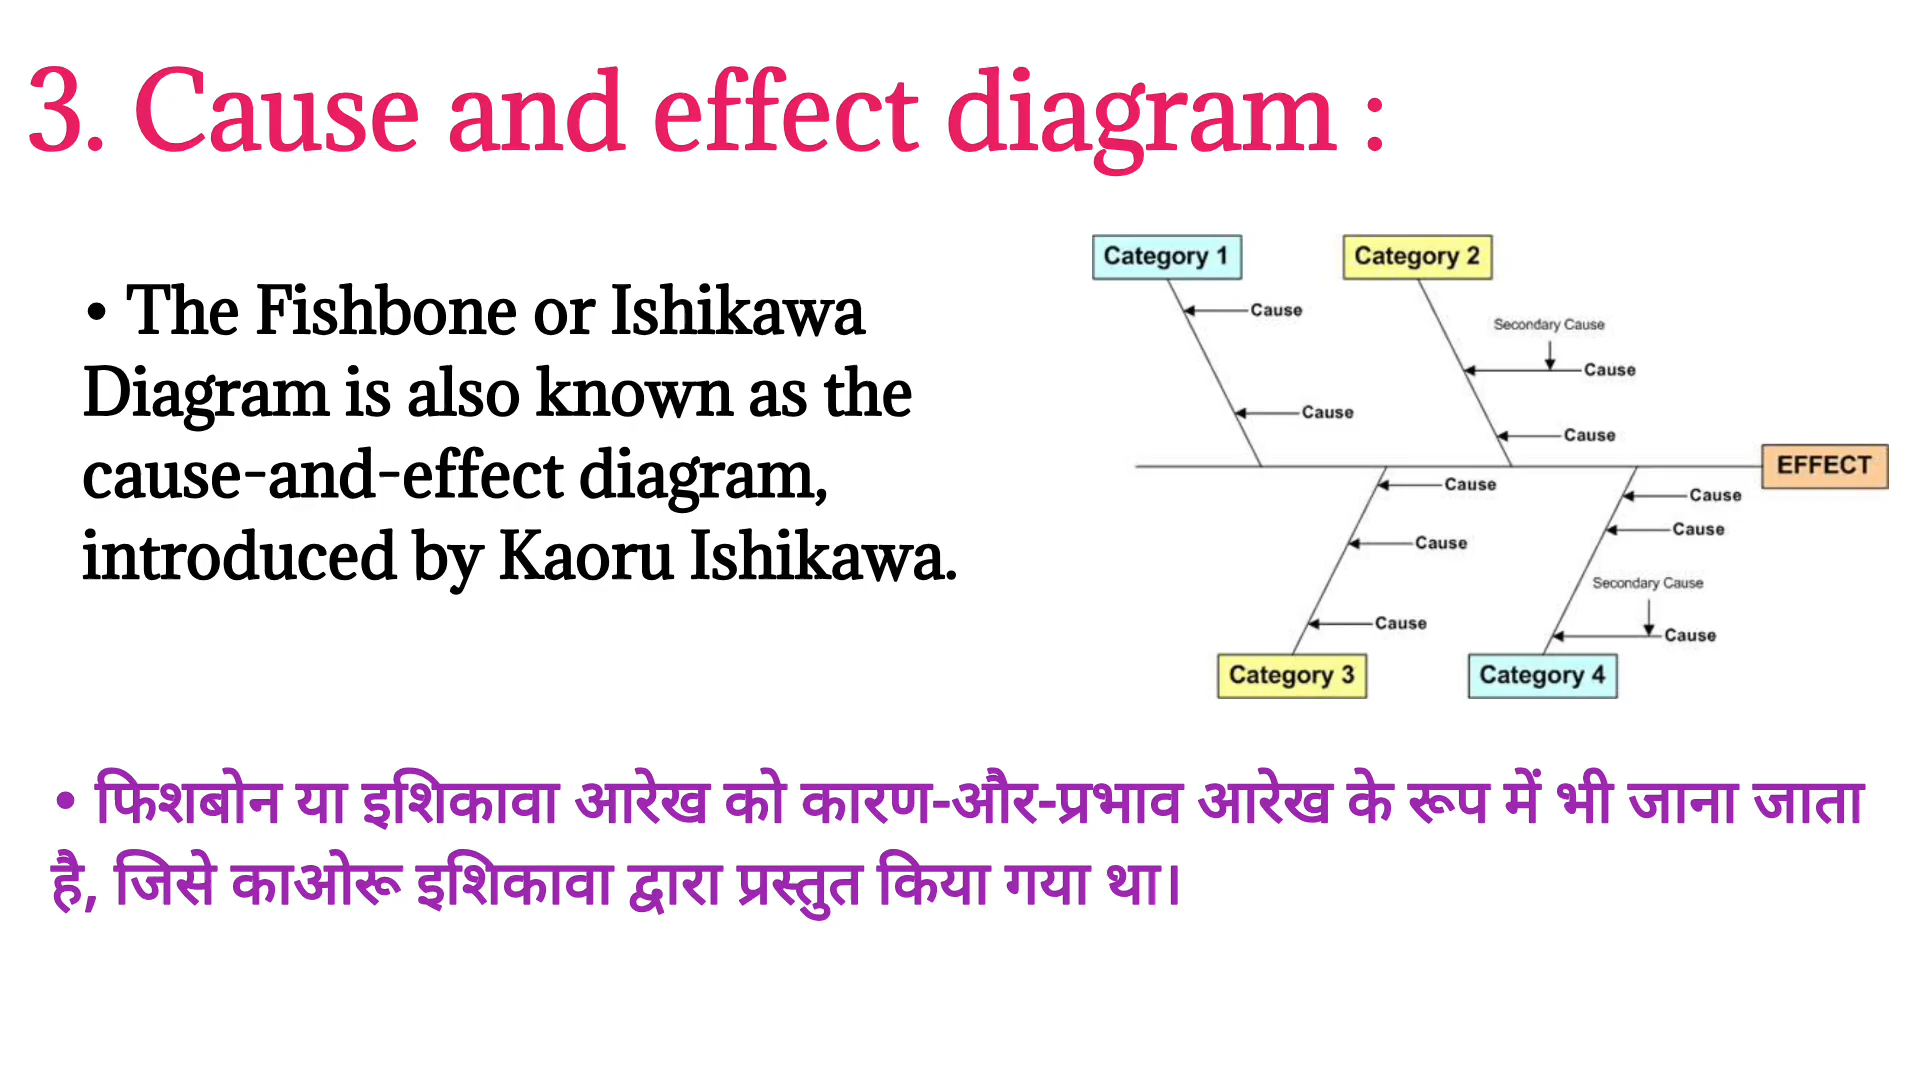 3. Cause and effect diagram :
• The Fishbone or Ishikawa
Diagram is also known as the
cause-and-effect diagram,
introduced by Kaoru Ishikawa.
Category 1
Category 2
Cause
Secondary Cause
Cause
Cause
Cause
EFFECT
Cause
Cause
Cause
Cause
Secondary Cause
Cause
Cause
Category 3
Category 4
• फिशबोन या इशिकावा आरेख को कारण-और-प्रभाव आरेख के रूप में भी जाना जाता
है, जिसे काओरू इशिकावा द्वारा प्रस्तुत किया गया था।